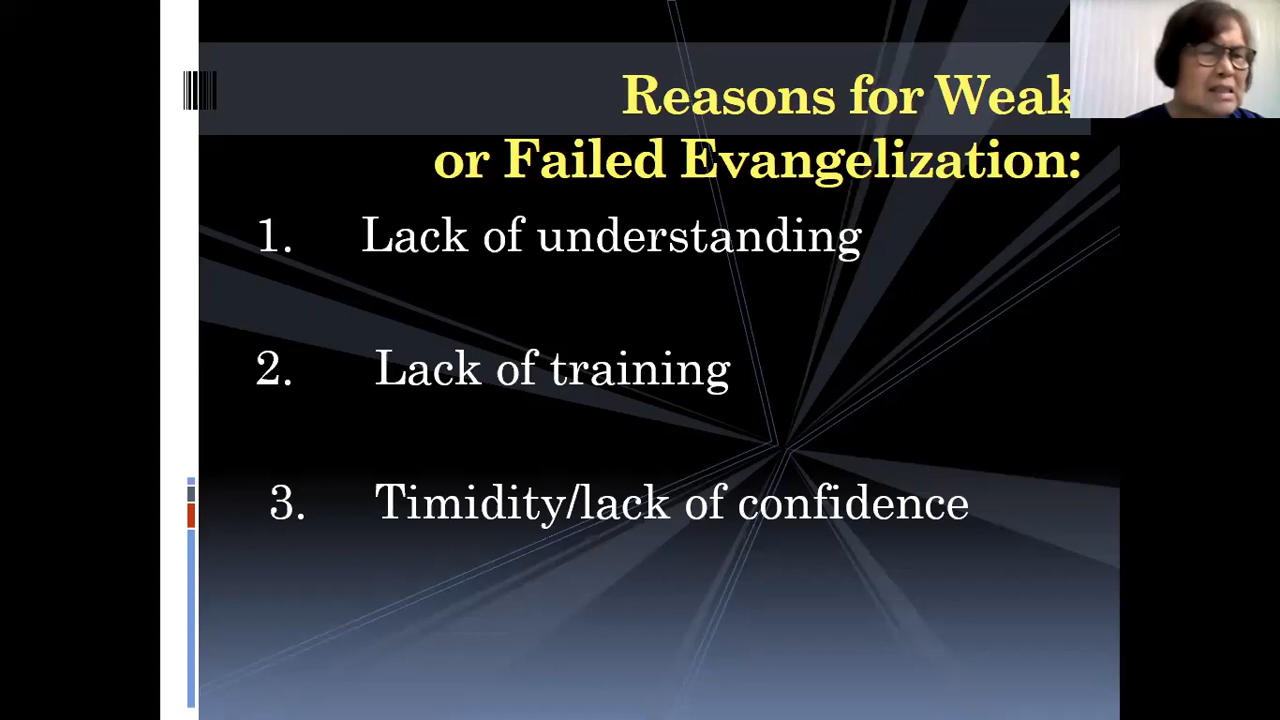 Reasons for Weak
or Failed Evangelization:
1. Lack of understanding
2. Lack of training
3. Timidity/lack of confidence